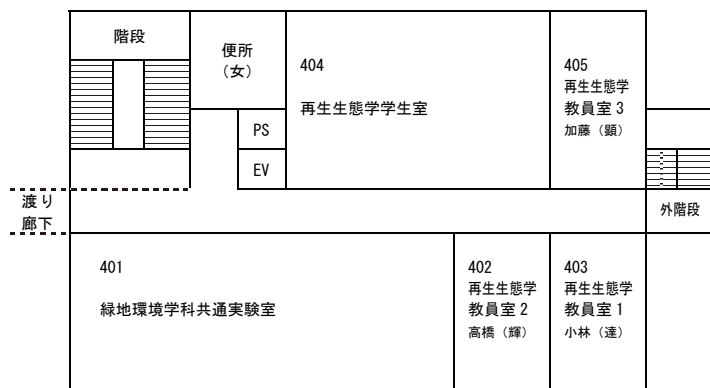 階段
便所
（女）
404
再生生態学学生室
405
再生生態学
教員室３
加藤（顕）
PS
EV
渡り
廊下
外階段
401
緑地環境学科共通実験室
402
再生生態学
教員室２
高橋（輝）
403
再生生態学
教員室１
小林（達）